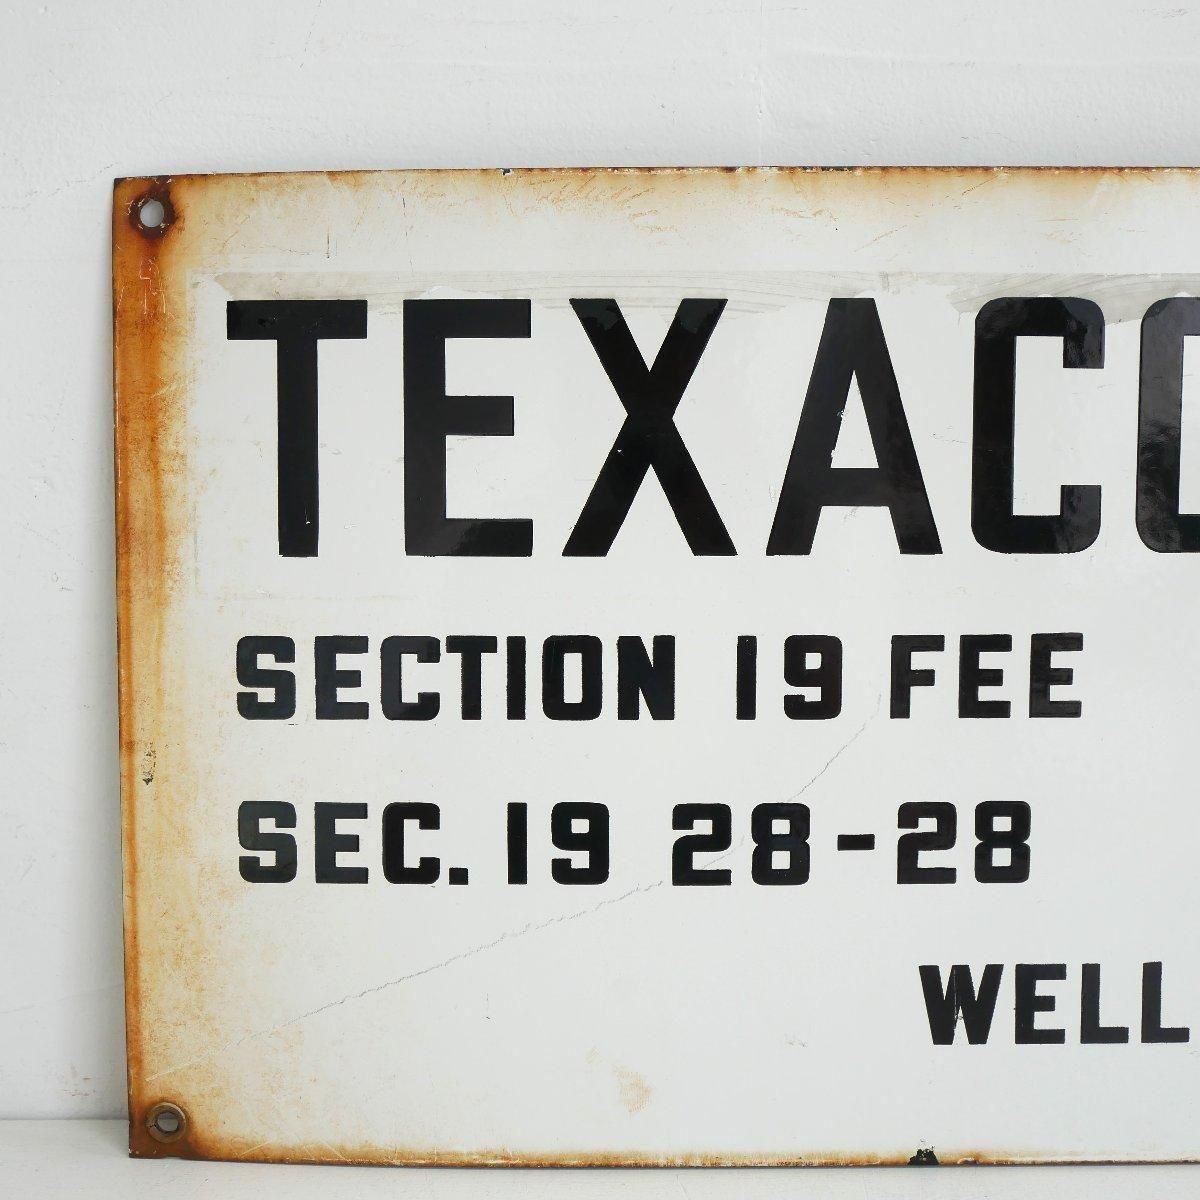 TEXACO
SECTION 19 FEE
SEC. 19 28-28
WELL